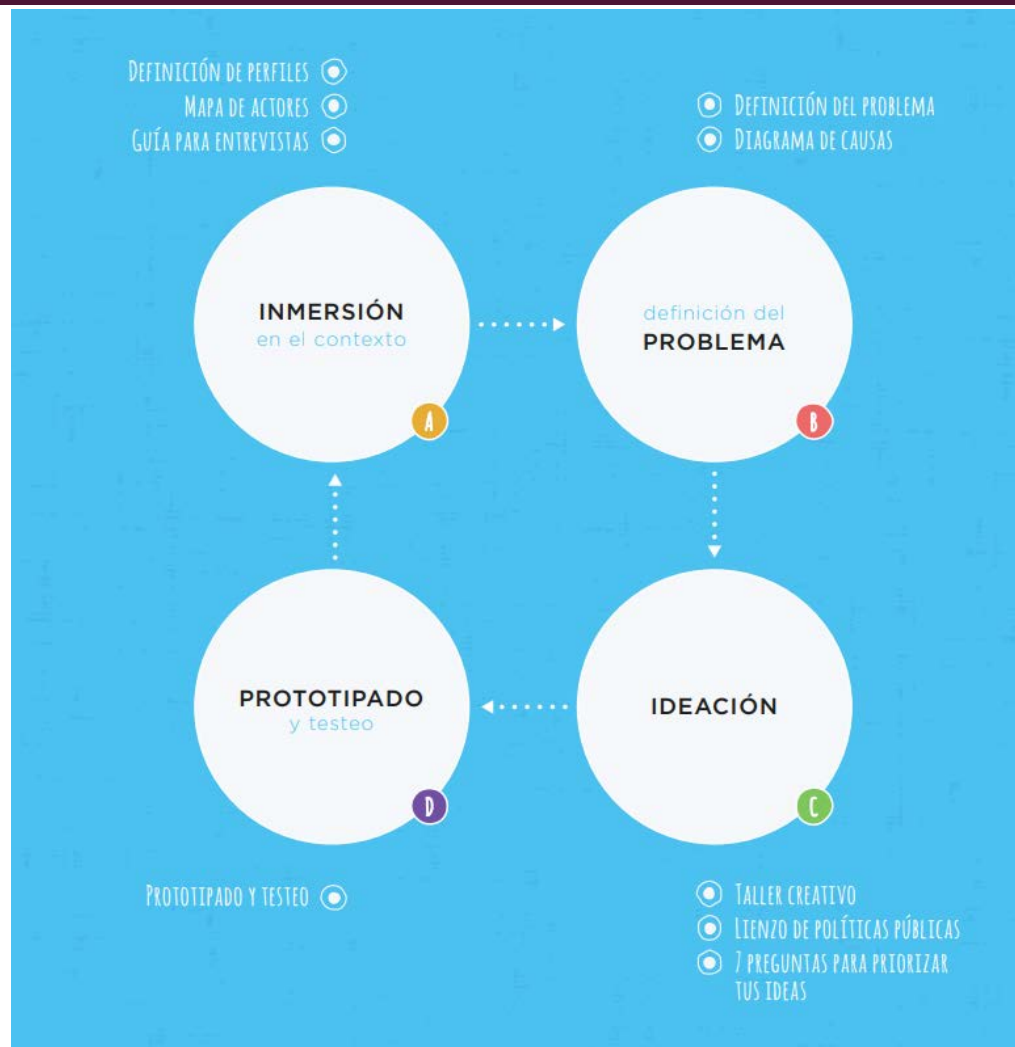 DEFINICIÓN DE PERFILES
MAPA DE ACTORES
GUÍA PARA ENTREVISTAS
DEFINICIÓN DEL PROBLEMA
DIAGRAMA DE CAUSAS
INMERSIÓN
en el contexto
A
definición del
PROBLEMA
B
PROTOTIPADO
y testeo
D
IDEACIÓN
C
PROTOTIPADO Y TESTEO
TALLER CREATIVO
LIENZO DE POLÍTICAS PÚBLICAS
7 PREGUNTAS PARA PRIORIZAR
TUS IDEAS